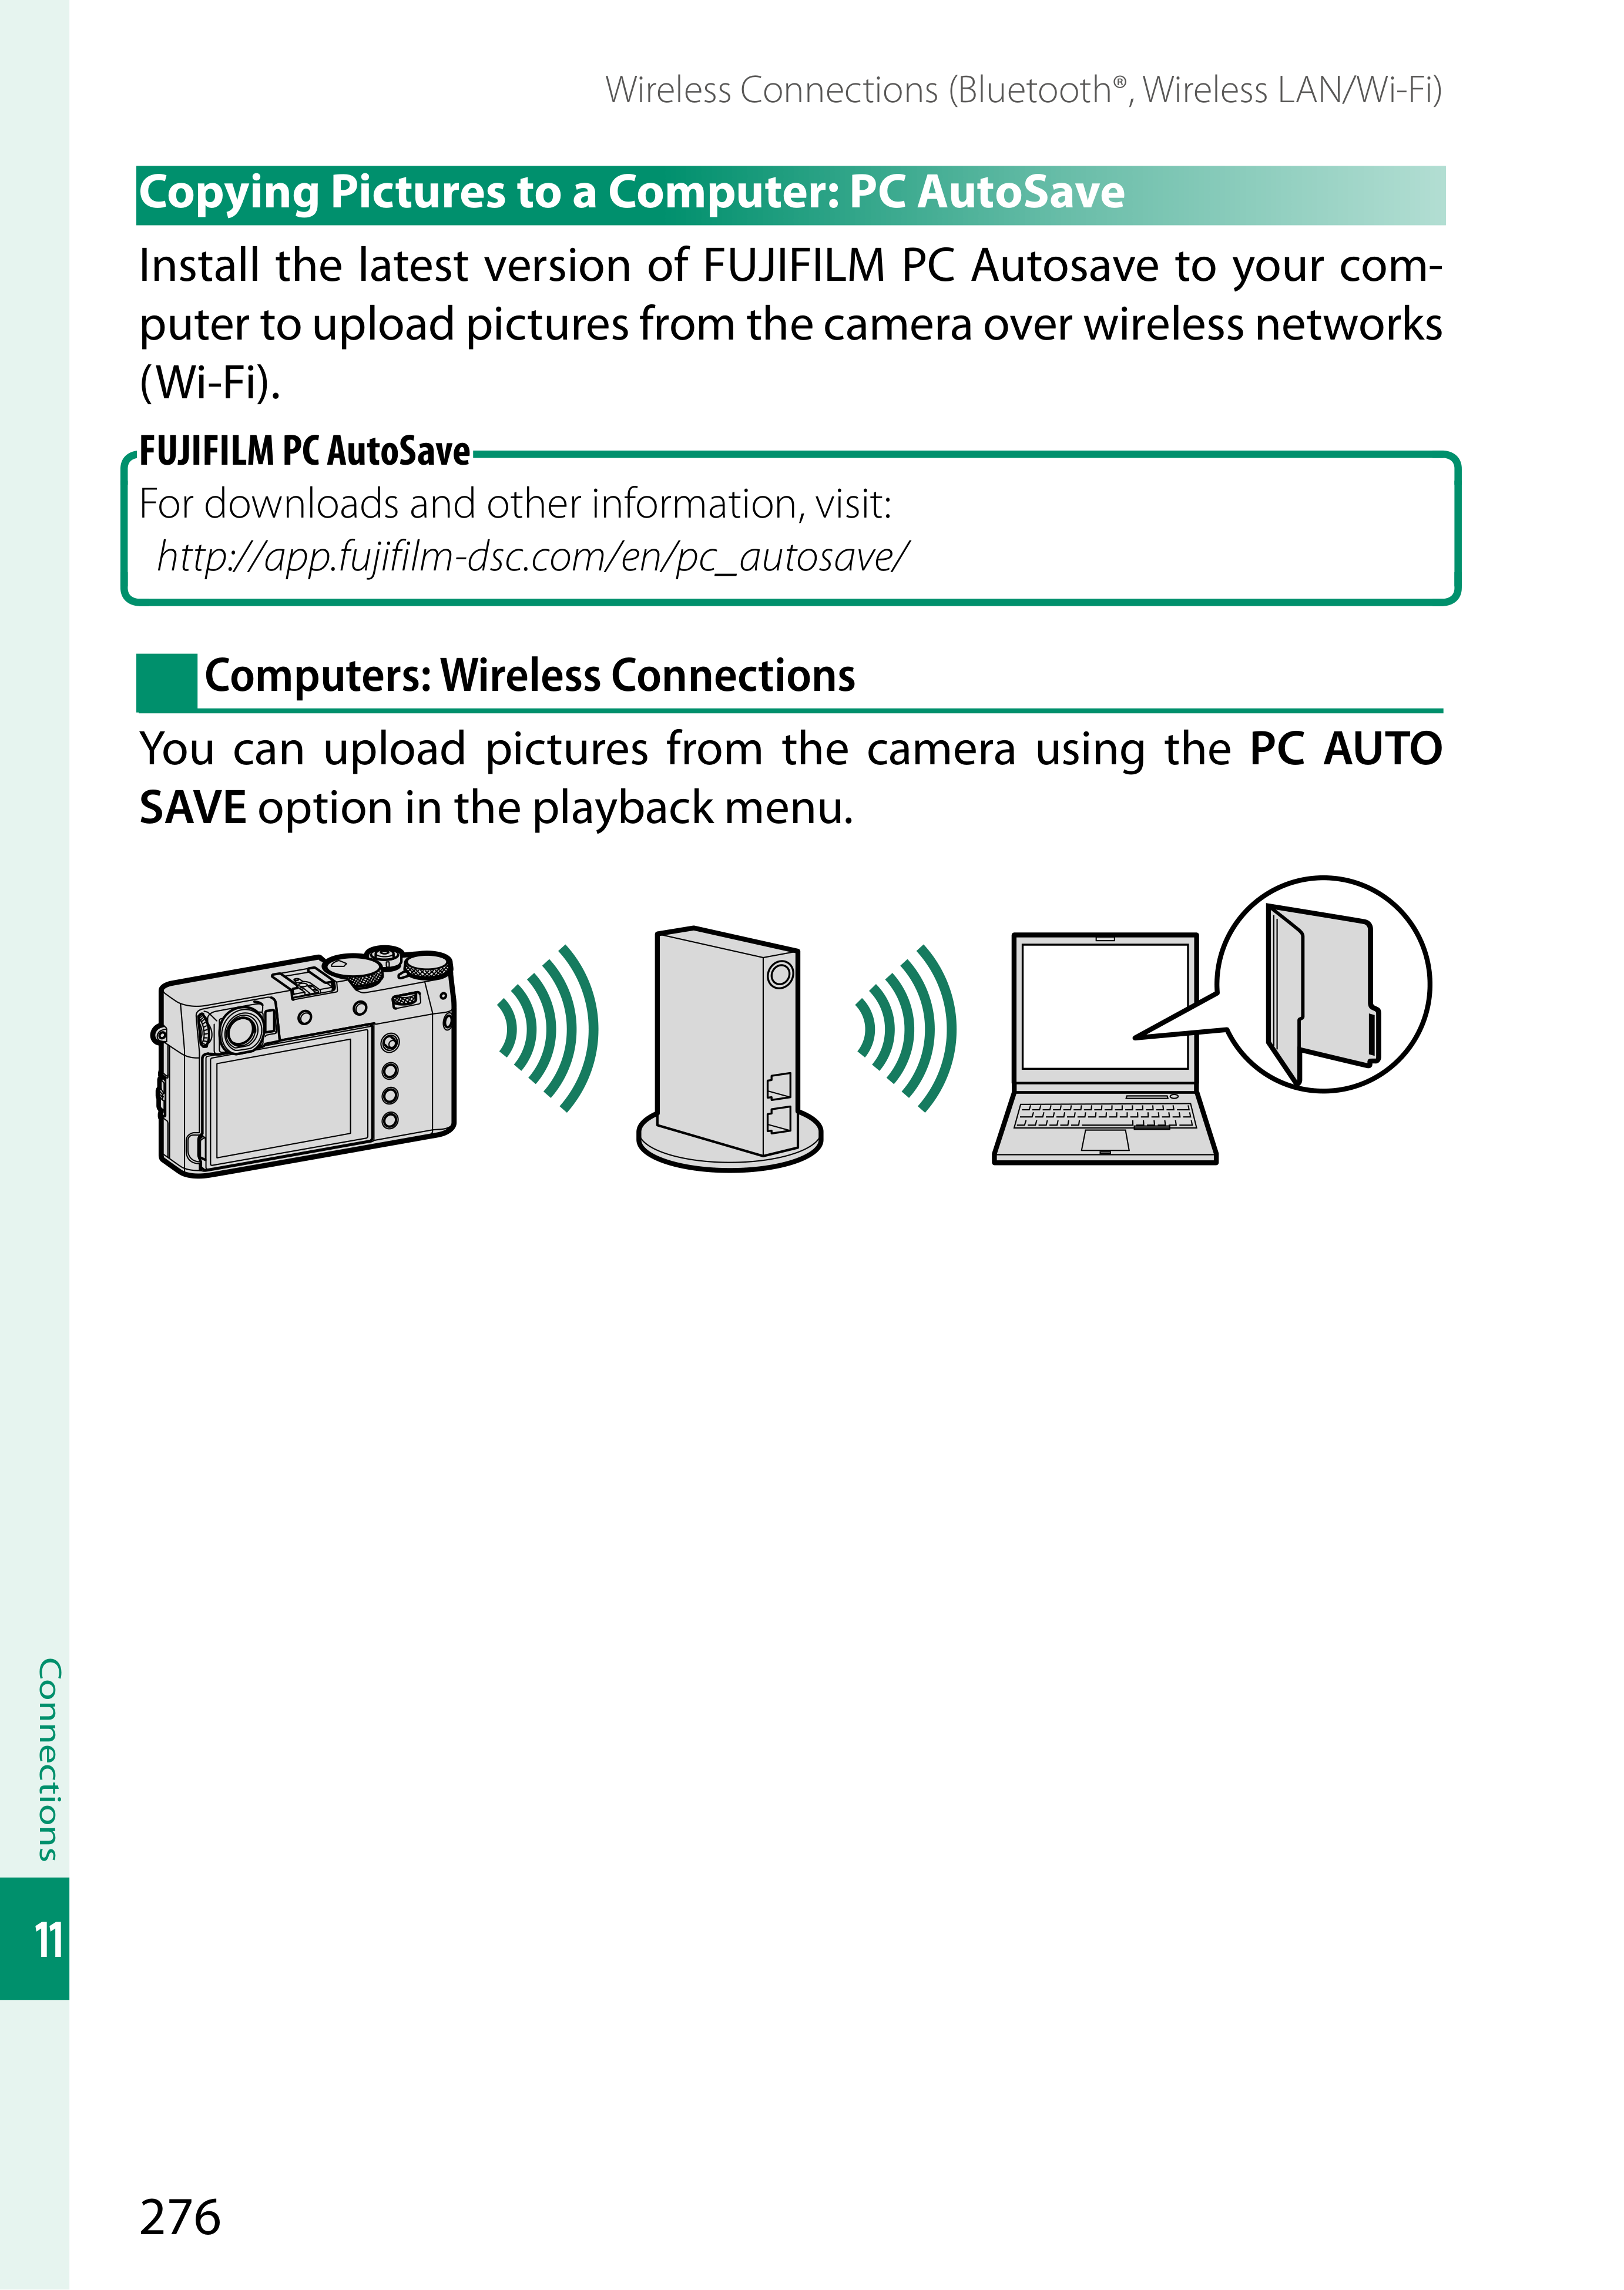 Wireless Connections (Bluetooth®, Wireless LAN/Wi-Fi)
Copying Pictures to a Computer: PC AutoSave
Install the latest version of FUJIFILM PC Autosave to your com-
puter to upload pictures from the camera over wireless networks
(Wi-Fi).
FUJIFILM PC AutoSave
For downloads and other information, visit:
http://app.fujifilm-dsc.com/en/pc_autosave/
Computers: Wireless Connections
You can upload pictures from the camera using the PC AUTO
SAVE option in the playback menu.
Connections
11
276